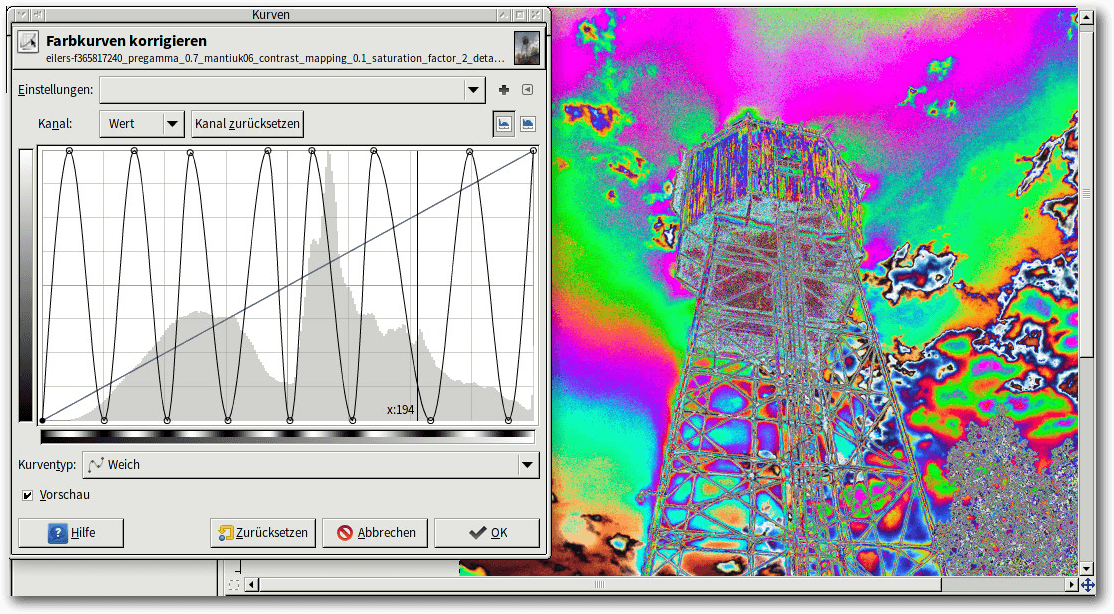 Kurven
Farbkurven korrigieren
eilers-f365817240_pregamma_0.7_mantiuk06_contrast_mapping_0.1_saturation_factor_2_deta...
Einstellungen:
Kanal: Wert Kanal zurücksetzen
x:194
Kurventyp: Weich
Vorschau
Hilfe Zurücksetzen Abbrechen OK